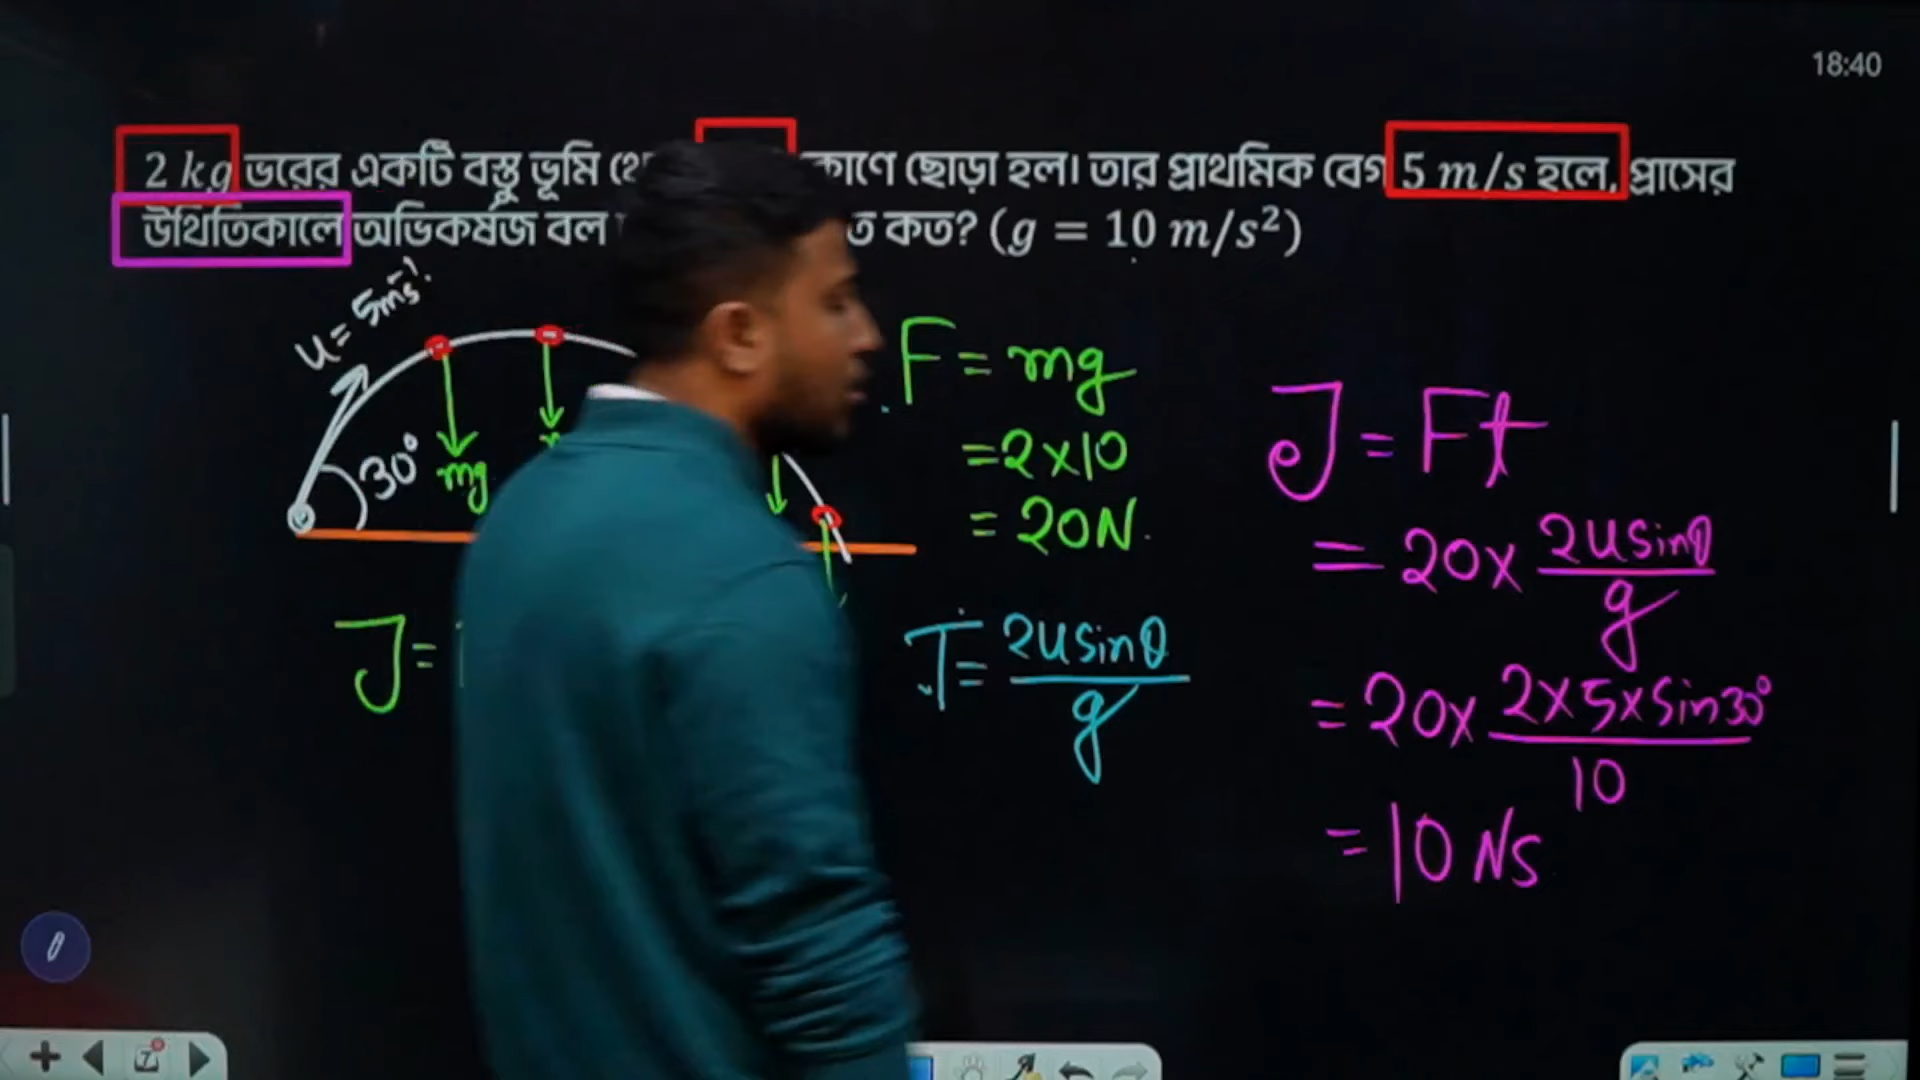 18:40
2 kg ভরের একটি বস্তু ভূমি ছোড়া হল। তার প্রাথমিক বেগ 5 m/s হলে, প্রাসের
উত্থিতিকালে অভিকর্ষজ বল কত? (g = 10 m/s²)
u = 5ms⁻¹
30°
mg
F = mg
= 2×10
= 20N.
J =
T = 2usinθ/g
J = Ft
= 20× 2usinθ/g
= 20× 2×5×sin30°/10
= 10 Ns